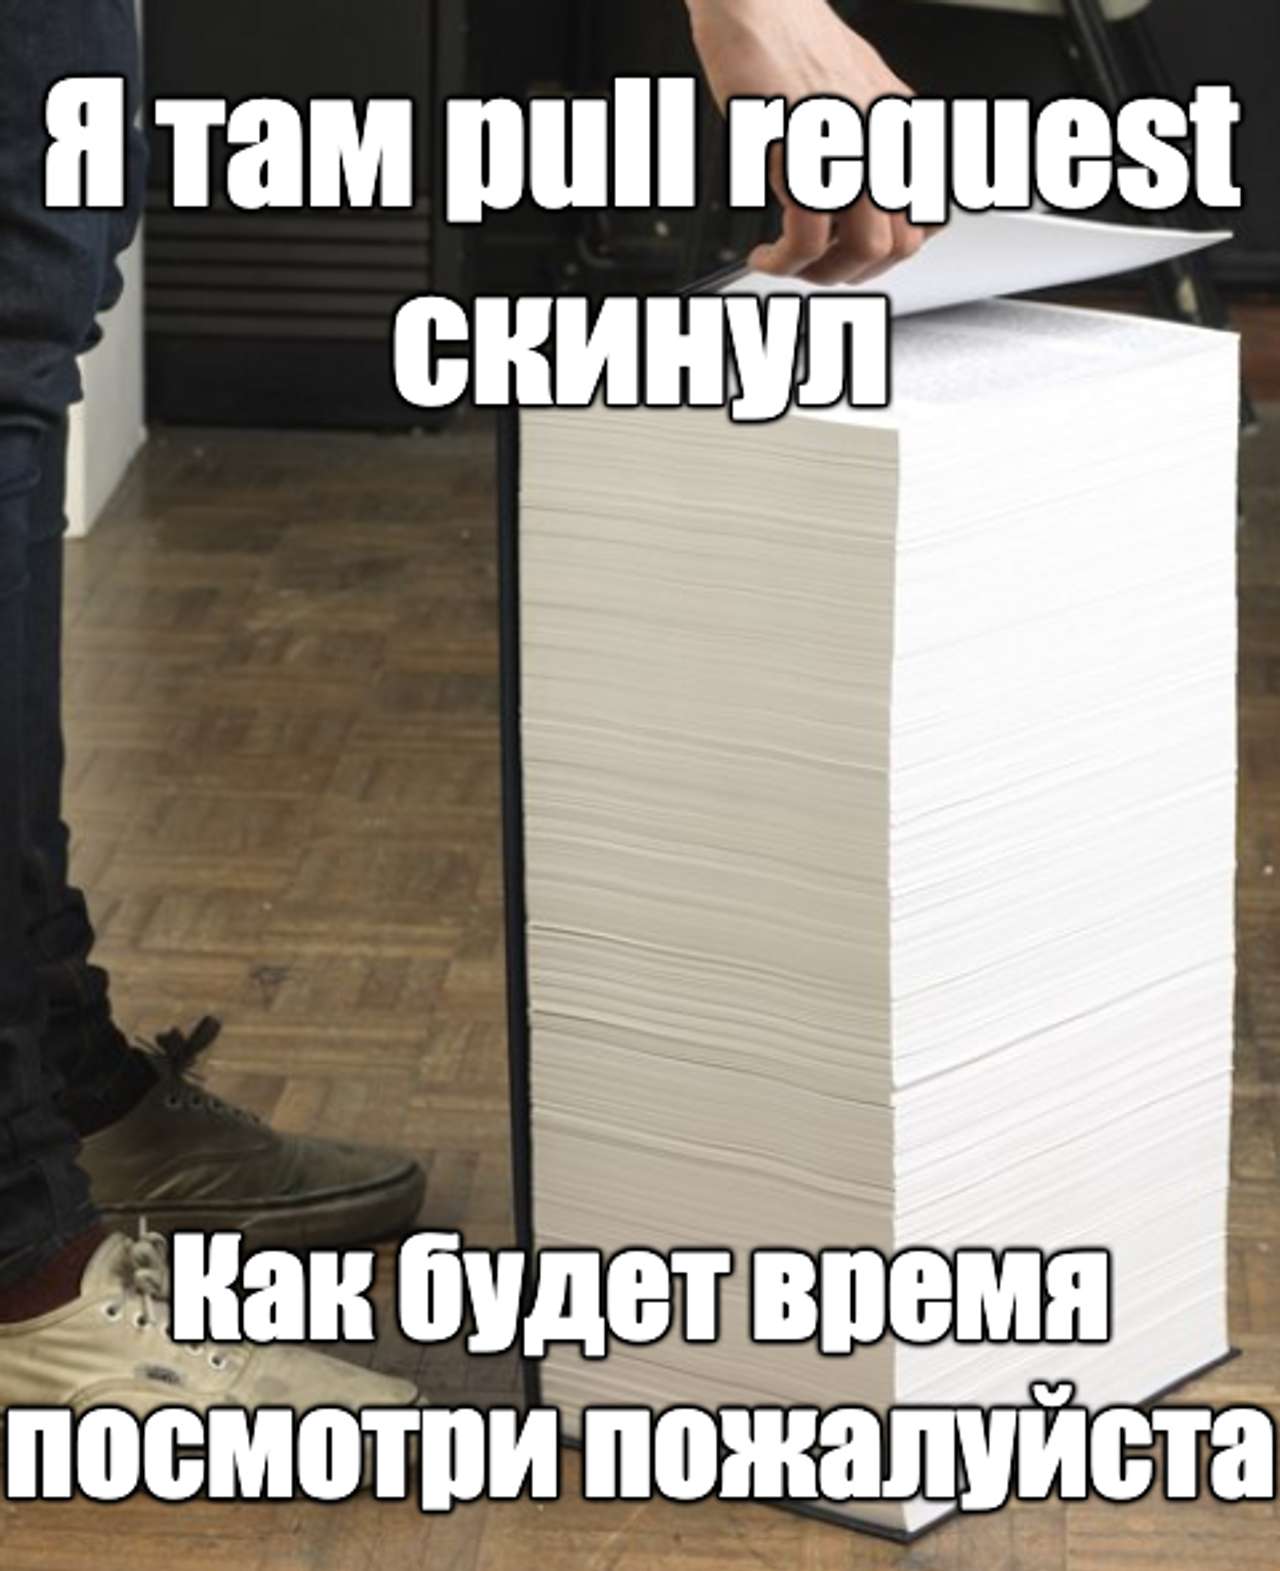 Я там pull request
скинул
Как будет время
посмотри пожалуйста